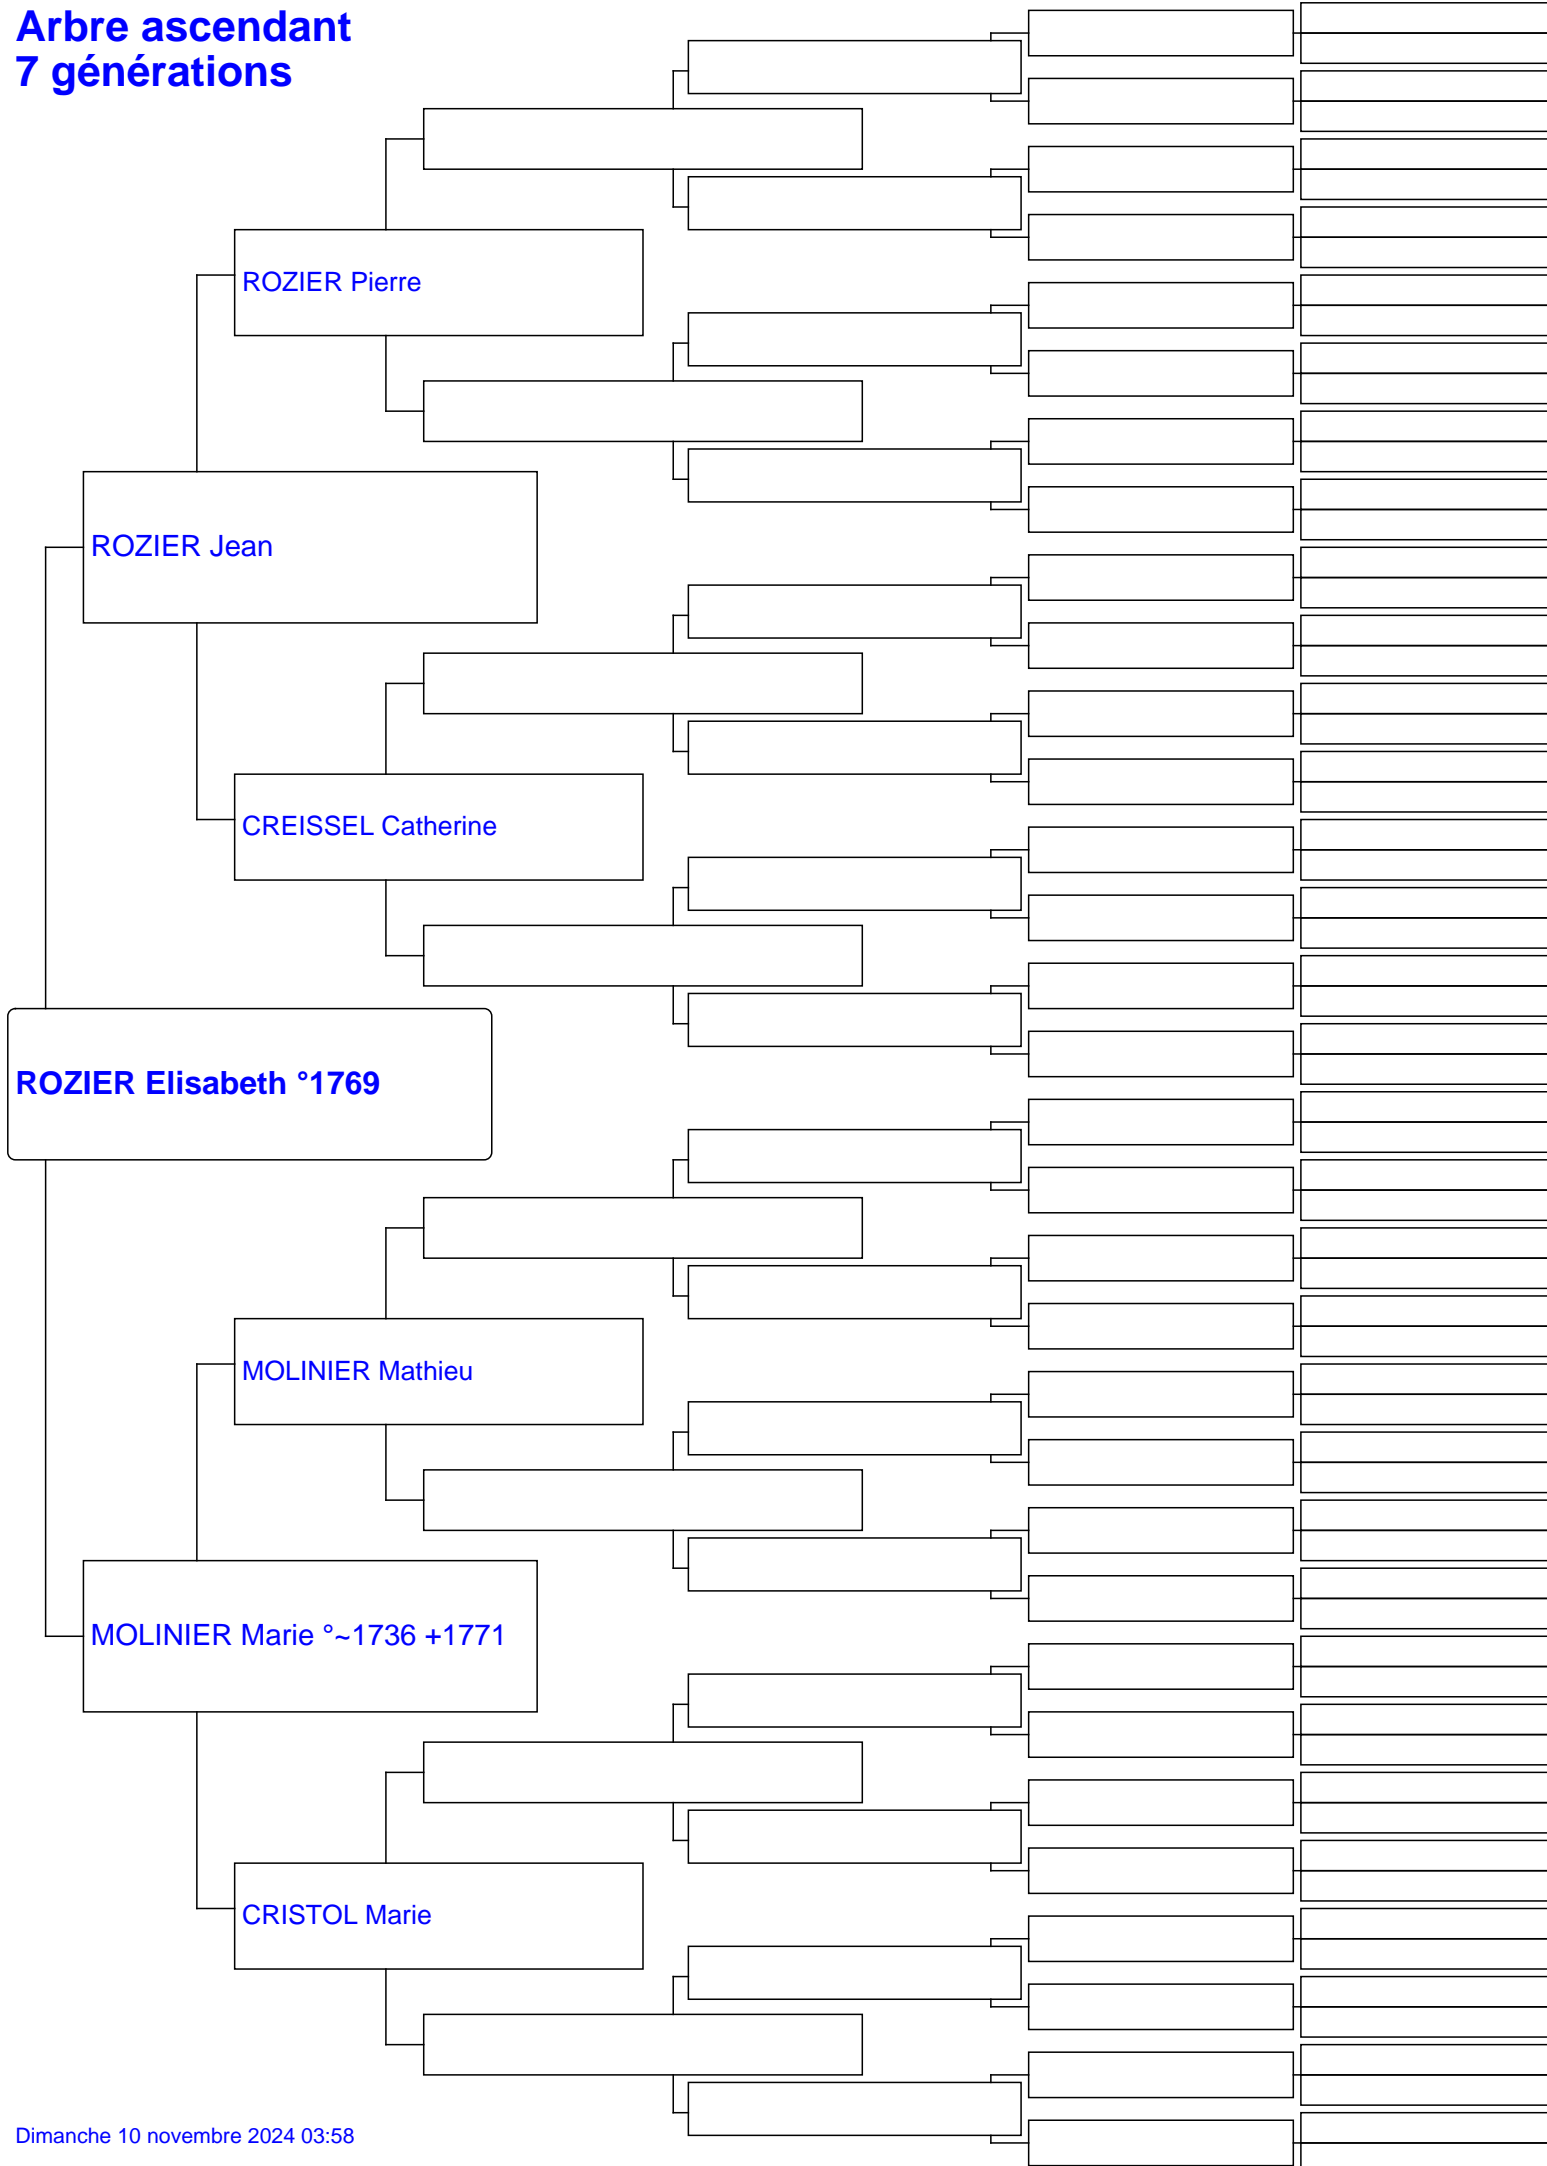 Arbre ascendant
7 générations
ROZIER Pierre
ROZIER Jean
CREISSEL Catherine
ROZIER Elisabeth °1769
MOLINIER Mathieu
MOLINIER Marie °~1736 +1771
CRISTOL Marie
Dimanche 10 novembre 2024 03:58